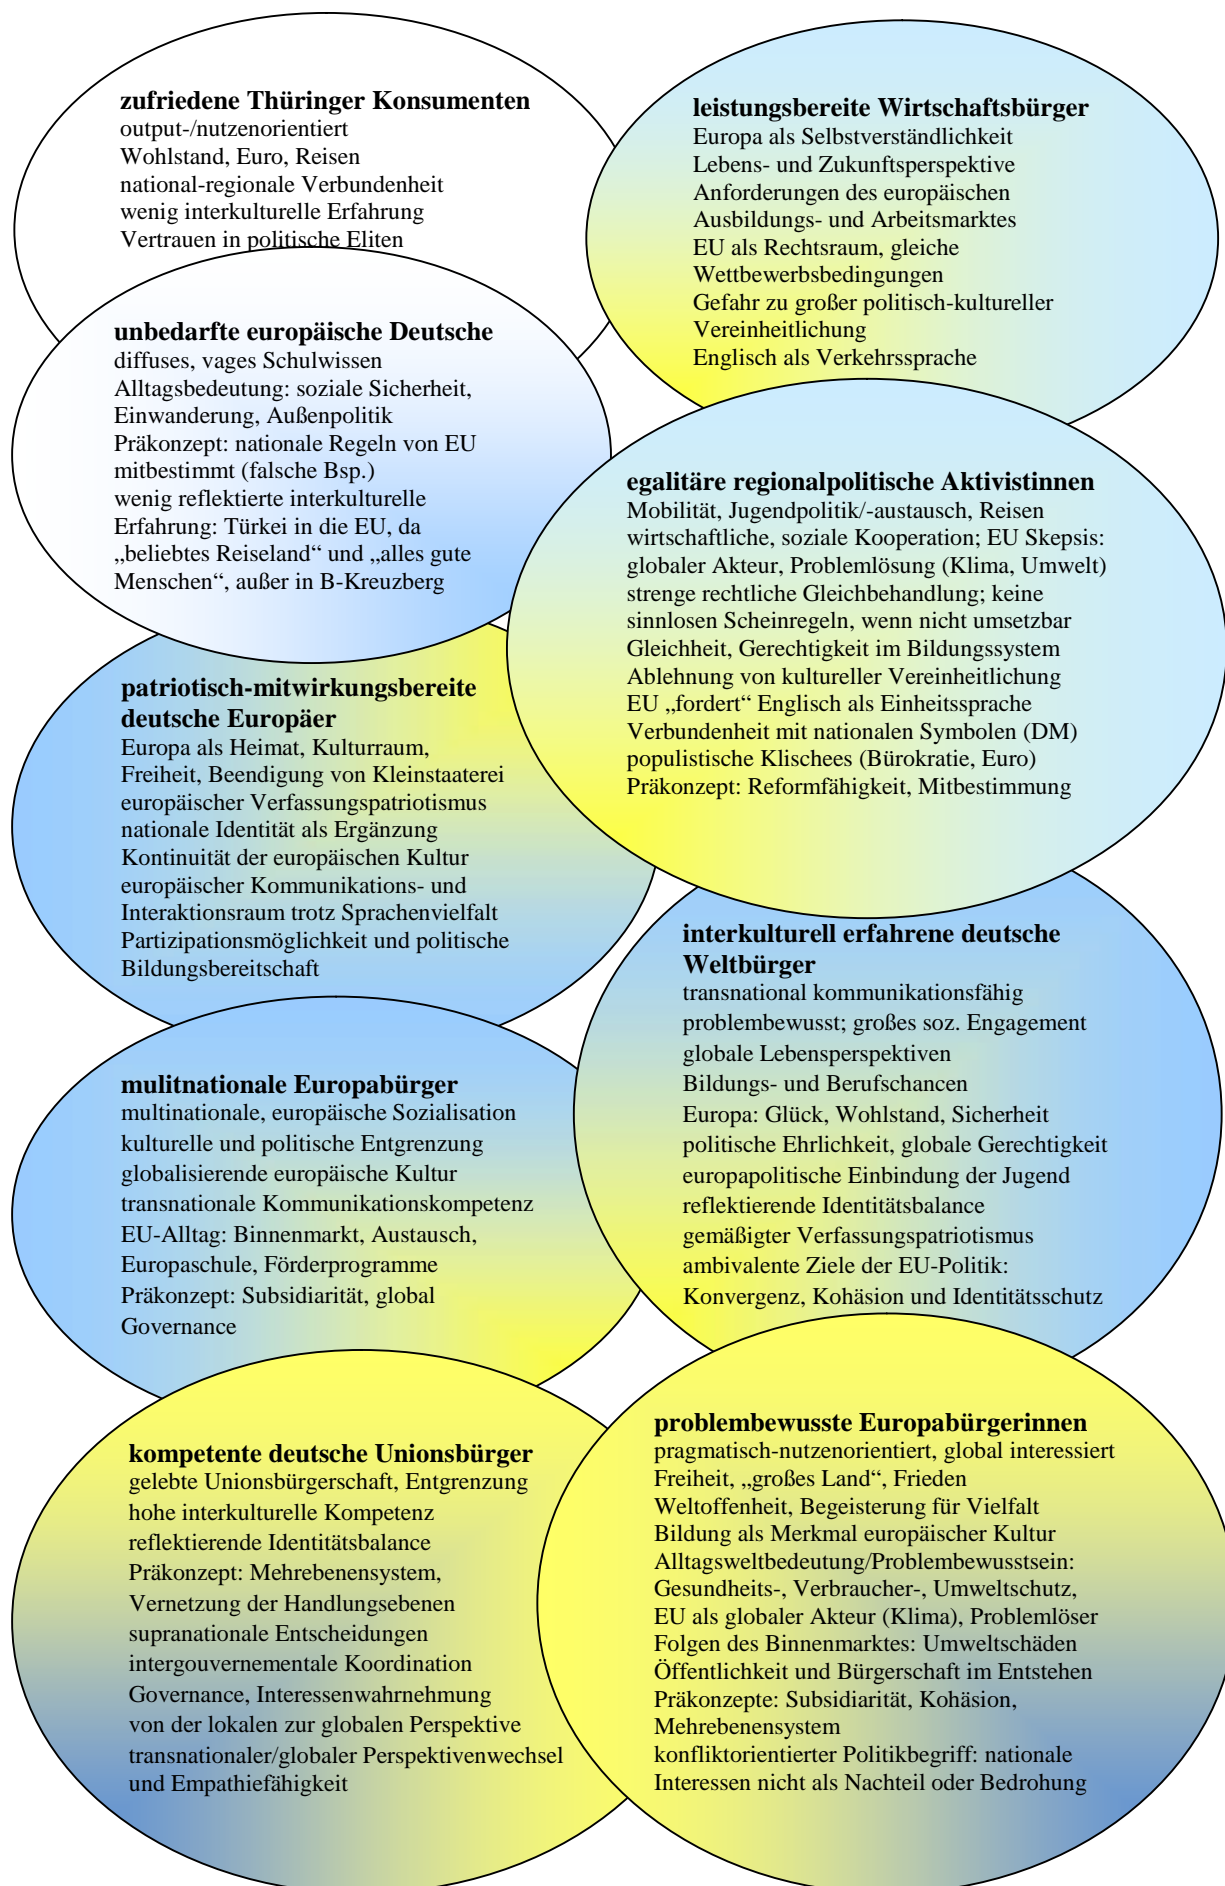 zufriedene Thüringer Konsumenten
output-/nutzenorientiert
Wohlstand, Euro, Reisen
national-regionale Verbundenheit
wenig interkulturelle Erfahrung
Vertrauen in politische Eliten
leistungsbereite Wirtschaftsbürger
Europa als Selbstverständlichkeit
Lebens- und Zukunftsperspektive
Anforderungen des europäischen
Ausbildungs- und Arbeitsmarktes
EU als Rechtsraum, gleiche
Wettbewerbsbedingungen
Gefahr zu großer politisch-kultureller
Vereinheitlichung
Englisch als Verkehrssprache
unbedarfte europäische Deutsche
diffuses, vages Schulwissen
Alltagsbedeutung: soziale Sicherheit,
Einwanderung, Außenpolitik
Präkonzept: nationale Regeln von EU
mitbestimmt (falsche Bsp.)
wenig reflektierte interkulturelle
Erfahrung: Türkei in die EU, da
„beliebtes Reiseland“ und „alles gute
Menschen“, außer in B-Kreuzberg
egalitäre regionalpolitische Aktivistinnen
Mobilität, Jugendpolitik/-austausch, Reisen
wirtschaftliche, soziale Kooperation; EU Skepsis:
globaler Akteur, Problemlösung (Klima, Umwelt)
strenge rechtliche Gleichbehandlung; keine
sinnlosen Scheinregeln, wenn nicht umsetzbar
Gleichheit, Gerechtigkeit im Bildungssystem
Ablehnung von kultureller Vereinheitlichung
EU „fordert“ Englisch als Einheitssprache
Verbundenheit mit nationalen Symbolen (DM)
populistische Klischees (Bürokratie, Euro)
Präkonzept: Reformfähigkeit, Mitbestimmung
patriotisch-mitwirkungsbereite
deutsche Europäer
Europa als Heimat, Kulturraum,
Freiheit, Beendigung von Kleinstaaterei
europäischer Verfassungspatriotismus
nationale Identität als Ergänzung
Kontinuität der europäischen Kultur
europäischer Kommunikations- und
Interaktionsraum trotz Sprachenvielfalt
Partizipationsmöglichkeit und politische
Bildungsbereitschaft
interkulturell erfahrene deutsche
Weltbürger
transnational kommunikationsfähig
problembewusst; großes soz. Engagement
globale Lebensperspektiven
Bildungs- und Berufschancen
Europa: Glück, Wohlstand, Sicherheit
politische Ehrlichkeit, globale Gerechtigkeit
europapolitische Einbindung der Jugend
reflektierende Identitätsbalance
gemäßigter Verfassungspatriotismus
ambivalente Ziele der EU-Politik:
Konvergenz, Kohäsion und Identitätsschutz
mulitnationale Europabürger
multinationale, europäische Sozialisation
kulturelle und politische Entgrenzung
globalisierende europäische Kultur
transnationale Kommunikationskompetenz
EU-Alltag: Binnenmarkt, Austausch,
Europaschule, Förderprogramme
Präkonzept: Subsidiarität, global
Governance
kompetente deutsche Unionsbürger
gelebte Unionsbürgerschaft, Entgrenzung
hohe interkulturelle Kompetenz
reflektierende Identitätsbalance
Präkonzept: Mehrebenensystem,
Vernetzung der Handlungsebenen
supranationale Entscheidungen
intergouvernementale Koordination
Governance, Interessenwahrnehmung
von der lokalen zur globalen Perspektive
transnationaler/globaler Perspektivenwechsel
und Empathiefähigkeit
problembewusste Europabürgerinnen
pragmatisch-nutzenorientiert, global interessiert
Freiheit, „großes Land“, Frieden
Weltoffenheit, Begeisterung für Vielfalt
Bildung als Merkmal europäischer Kultur
Alltagsweltbedeutung/Problembewusstsein:
Gesundheits-, Verbraucher-, Umweltschutz,
EU als globaler Akteur (Klima), Problemlöser
Folgen des Binnenmarktes: Umweltschäden
Öffentlichkeit und Bürgerschaft im Entstehen
Präkonzepte: Subsidiarität, Kohäsion,
Mehrebenensystem
konfliktorientierter Politikbegriff: nationale
Interessen nicht als Nachteil oder Bedrohung